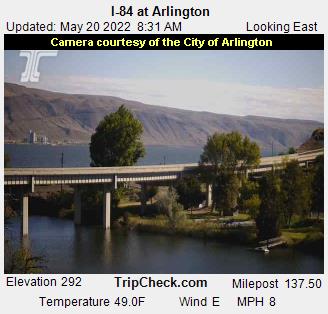 I-84 at Arlington
Updated: May 20 2022 8:31 AM Looking East
Camera courtesy of the City of Arlington
Elevation 292 TripCheck.com Milepost 137.50
Temperature 49.0F Wind E MPH 8